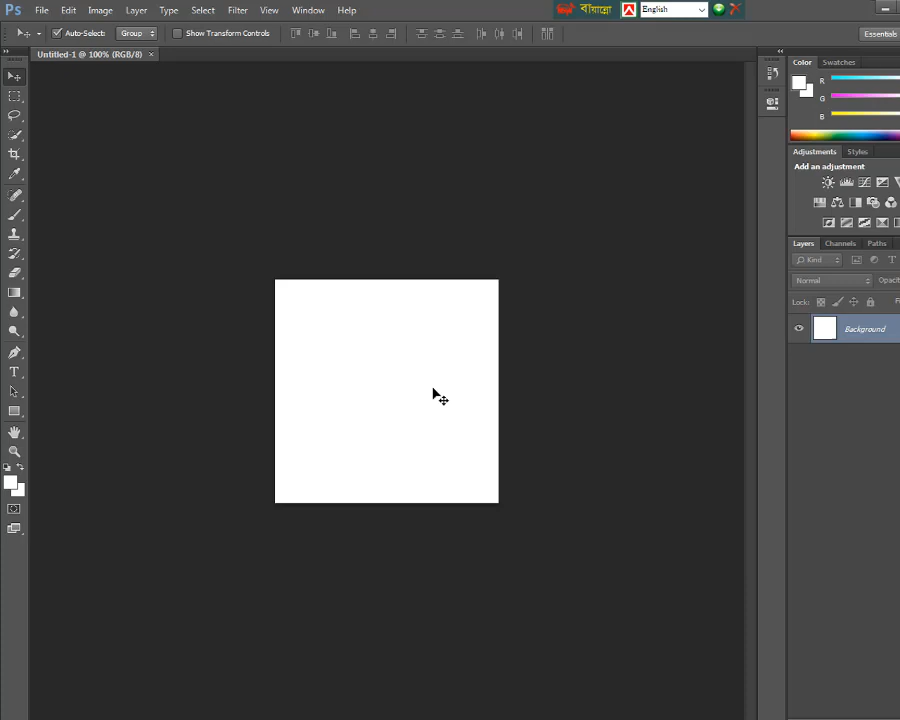 Ps File Edit Image Layer Type Select Filter View Window Help
English
Auto-Select: Group Show Transform Controls
Essentials
Untitled-1 @ 100% (RGB/8)
Color Swatches
R
G
B
Adjustments Styles
Add an adjustment
Layers Channels Paths
Kind
Normal Opacit
Lock:
Background